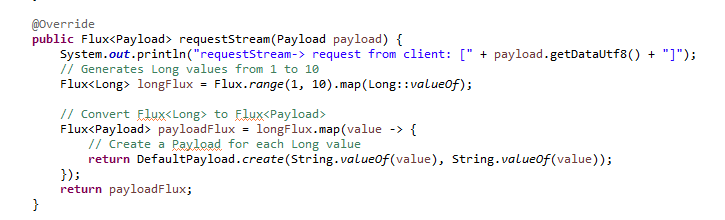 @Override
public Flux<Payload> requestStream(Payload payload) {
    System.out.println("requestStream-> request from client: [" + payload.getDataUtf8() + "]");
    // Generates Long values from 1 to 10
    Flux<Long> longFlux = Flux.range(1, 10).map(Long::valueOf);

    // Convert Flux<Long> to Flux<Payload>
    Flux<Payload> payloadFlux = longFlux.map(value -> {
        // Create a Payload for each Long value
        return DefaultPayload.create(String.valueOf(value), String.valueOf(value));
    });
    return payloadFlux;
}